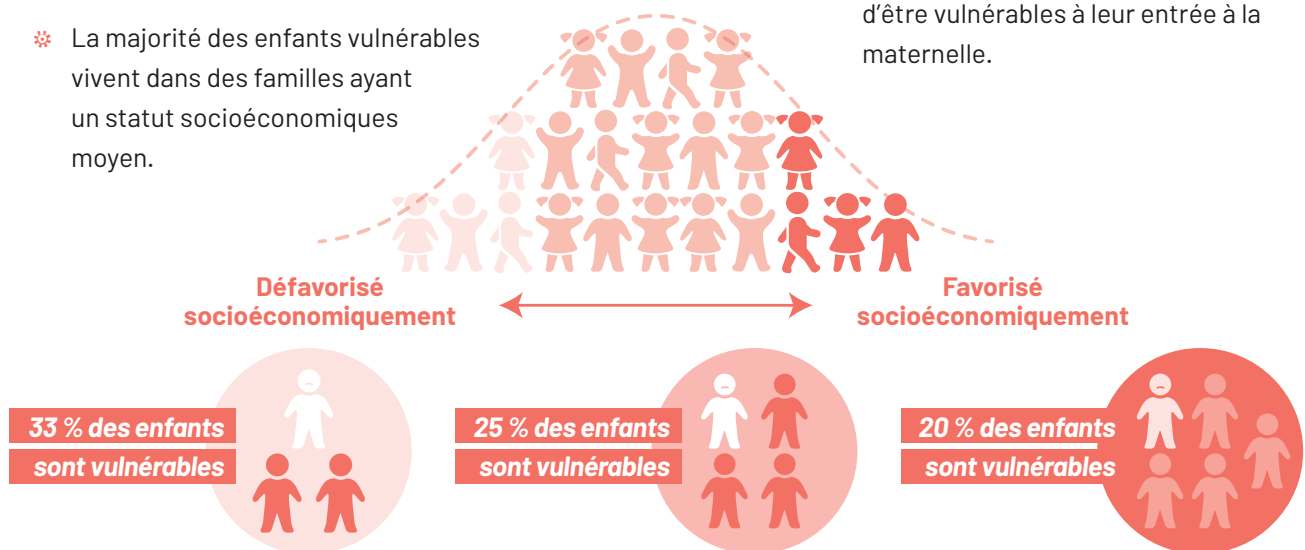 La majorité des enfants vulnérables
vivent dans des familles ayant
un statut socioéconomiques
moyen.
d'être vulnérables à leur entrée à la
maternelle.
Défavorisé
socioéconomiquement
Favorisé
socioéconomiquement
33 % des enfants
sont vulnérables
25 % des enfants
sont vulnérables
20 % des enfants
sont vulnérables